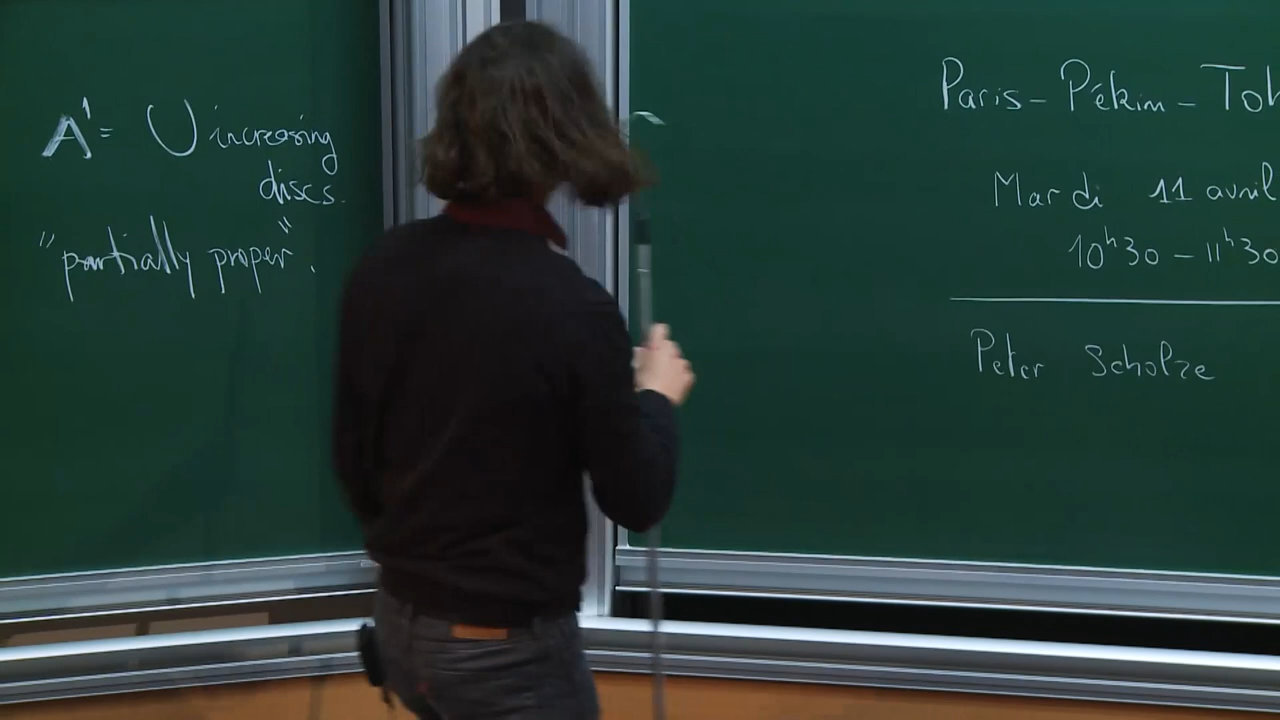 A¹ = ⋃ increasing
discs.
"partially proper".
Paris - Pékin - Tok
Mardi 11 avril
10ʰ30 - 11ʰ30
Peter Scholze